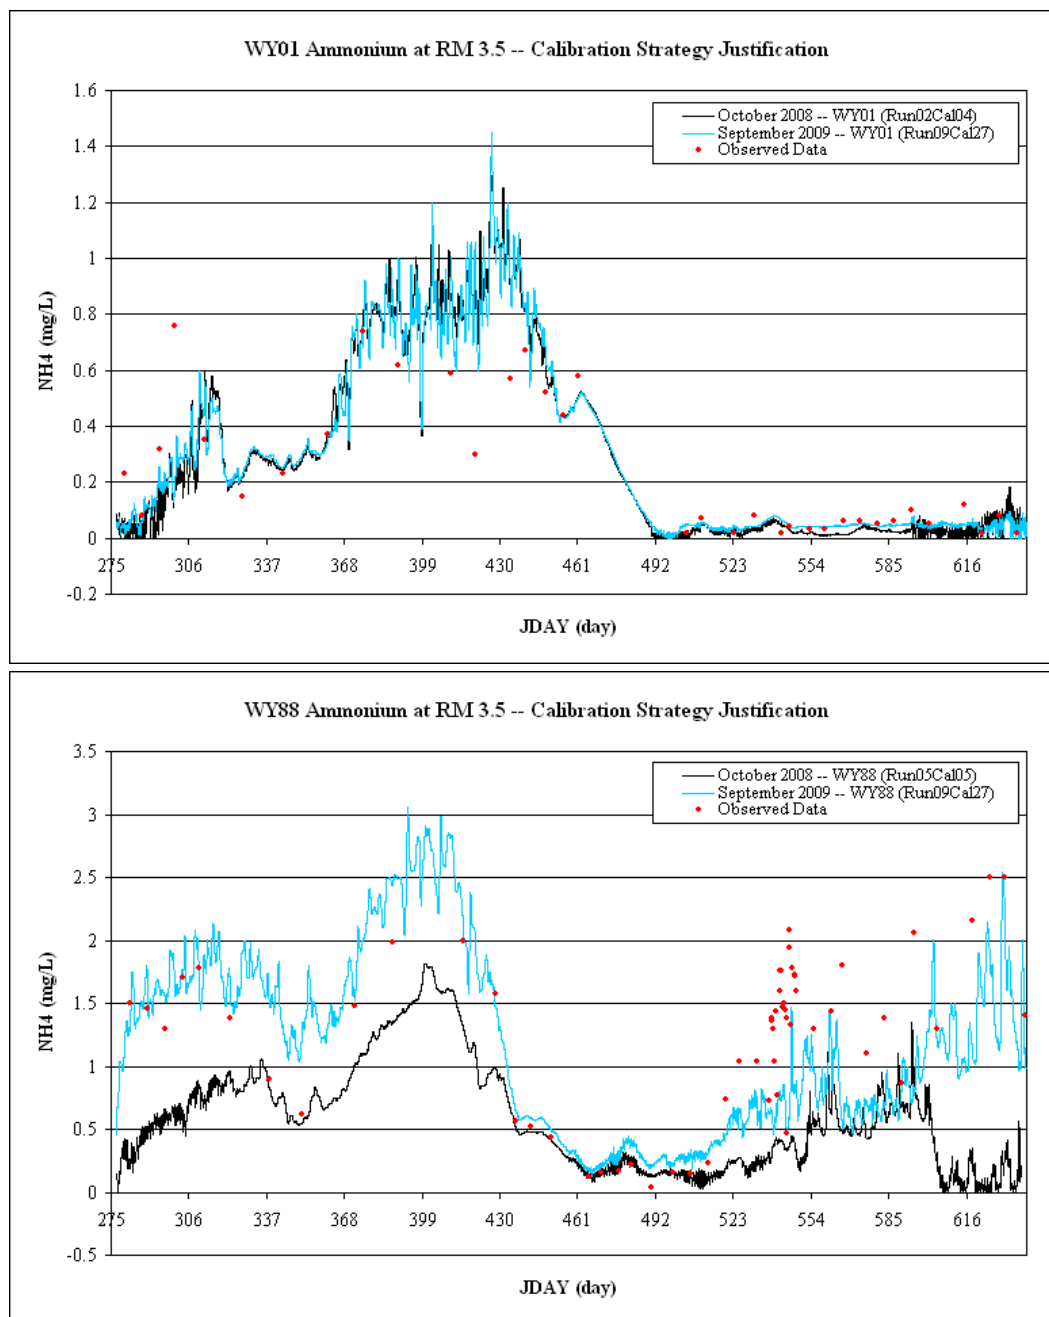 WY01 Ammonium at RM 3.5 -- Calibration Strategy Justification
1.6
1.4
1.2
1
0.8
0.6
0.4
0.2
0
-0.2
NH4 (mg/L)
October 2008 -- WY01 (Run02Cal04)
September 2009 -- WY01 (Run09Cal27)
Observed Data
275 306 337 368 399 430 461 492 523 554 585 616
JDAY (day)
WY88 Ammonium at RM 3.5 -- Calibration Strategy Justification
3.5
3
2.5
2
1.5
1
0.5
0
-0.5
NH4 (mg/L)
October 2008 -- WY88 (Run05Cal05)
September 2009 -- WY88 (Run09Cal27)
Observed Data
275 306 337 368 399 430 461 492 523 554 585 616
JDAY (day)